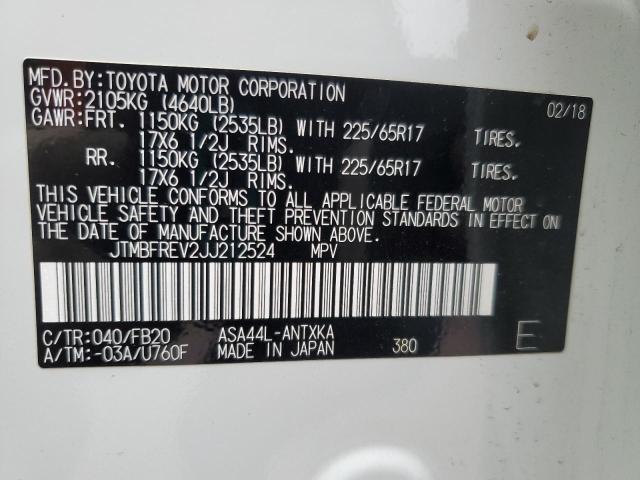 MFD.BY:TOYOTA MOTOR CORPORATION 02/18
GVWR:2105KG (4640LB)
GAWR:FRT. 1150KG (2535LB) WITH 225/65R17 TIRES.
17X6 1/2J RIMS.
RR. 1150KG (2535LB) WITH 225/65R17 TIRES.
17X6 1/2J RIMS.
THIS VEHICLE CONFORMS TO ALL APPLICABLE FEDERAL MOTOR
VEHICLE SAFETY AND THEFT PREVENTION STANDARDS IN EFFECT ON
THE DATE OF MANUFACTURE SHOWN ABOVE.
JTMBFREV2JJ212524 MPV
C/TR:040/FB20 ASA44L-ANTXKA
A/TM:-03A/U760F MADE IN JAPAN 380 E